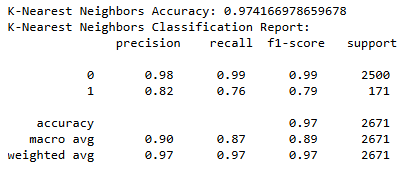 K-Nearest Neighbors Accuracy: 0.974166978659678
K-Nearest Neighbors Classification Report:
precision recall f1-score support
0 0.98 0.99 0.99 2500
1 0.82 0.76 0.79 171
accuracy 0.97 2671
macro avg 0.90 0.87 0.89 2671
weighted avg 0.97 0.97 0.97 2671